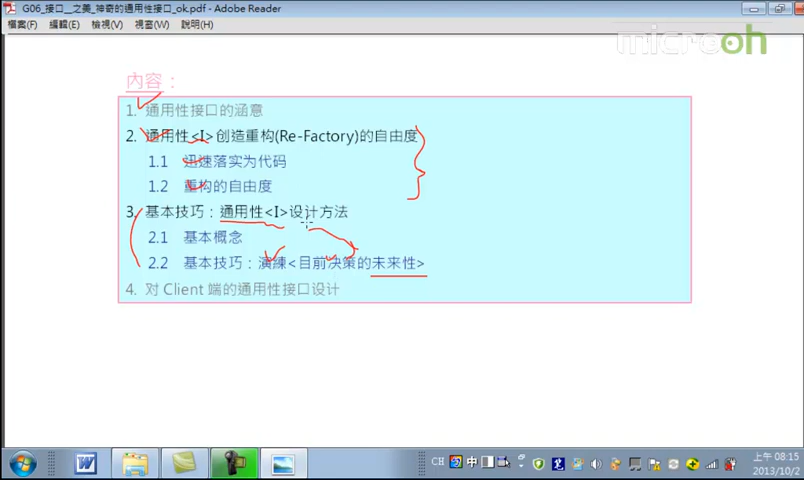 G06_接口__之美_神奇的通用性接口_ok.pdf - Adobe Reader
檔案(F) 編輯(E) 檢視(V) 視窗(W) 說明(H)
microoh
內容：
1. 通用性接口的涵意
2. 通用性<I>创造重构(Re-Factory)的自由度
1.1 迅速落实为代码
1.2 重构的自由度
3. 基本技巧：通用性<I>设计方法
2.1 基本概念
2.2 基本技巧：演練<目前决策的未來性>
4. 对 Client 端的通用性接口设计
CH 中
上午 08:15
2013/10/2